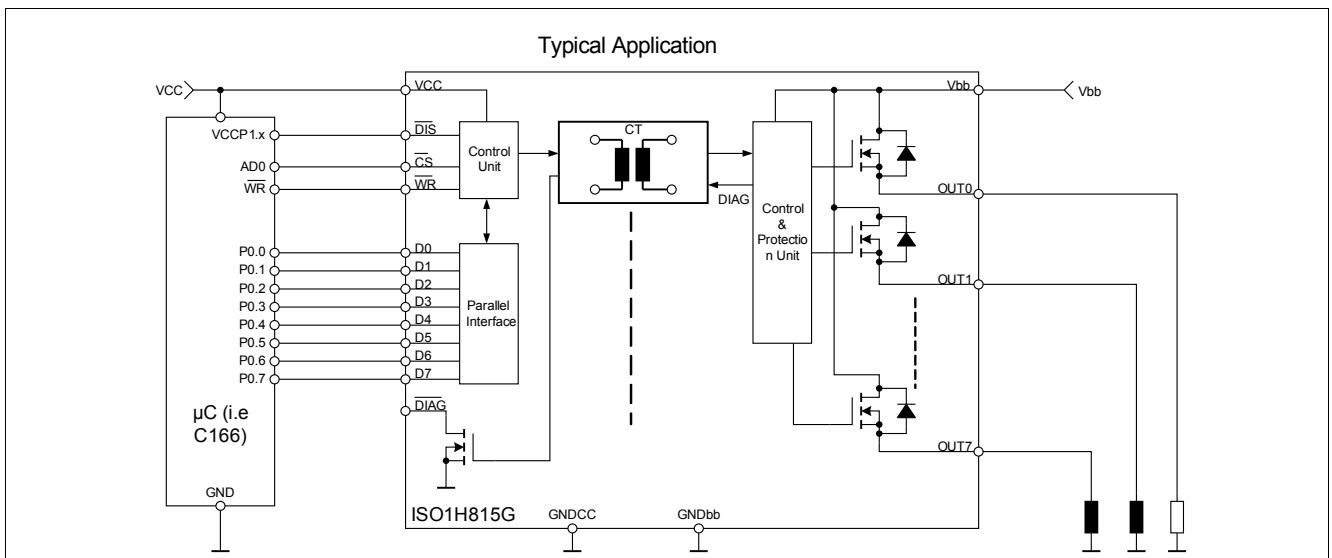 Typical Application
VCC
VCC
Vbb
Vbb
VCCP1.x
DIS
AD0
CS
WR
WR
Control
Unit
CT
DIAG
Control
&
Protectio
n Unit
OUT0
OUT1
OUT7
P0.0
D0
P0.1
D1
P0.2
D2
P0.3
D3
P0.4
D4
P0.5
D5
P0.6
D6
P0.7
D7
Parallel
Interface
DIAG
µC (i.e
C166)
GND
ISO1H815G
GNDCC
GNDbb